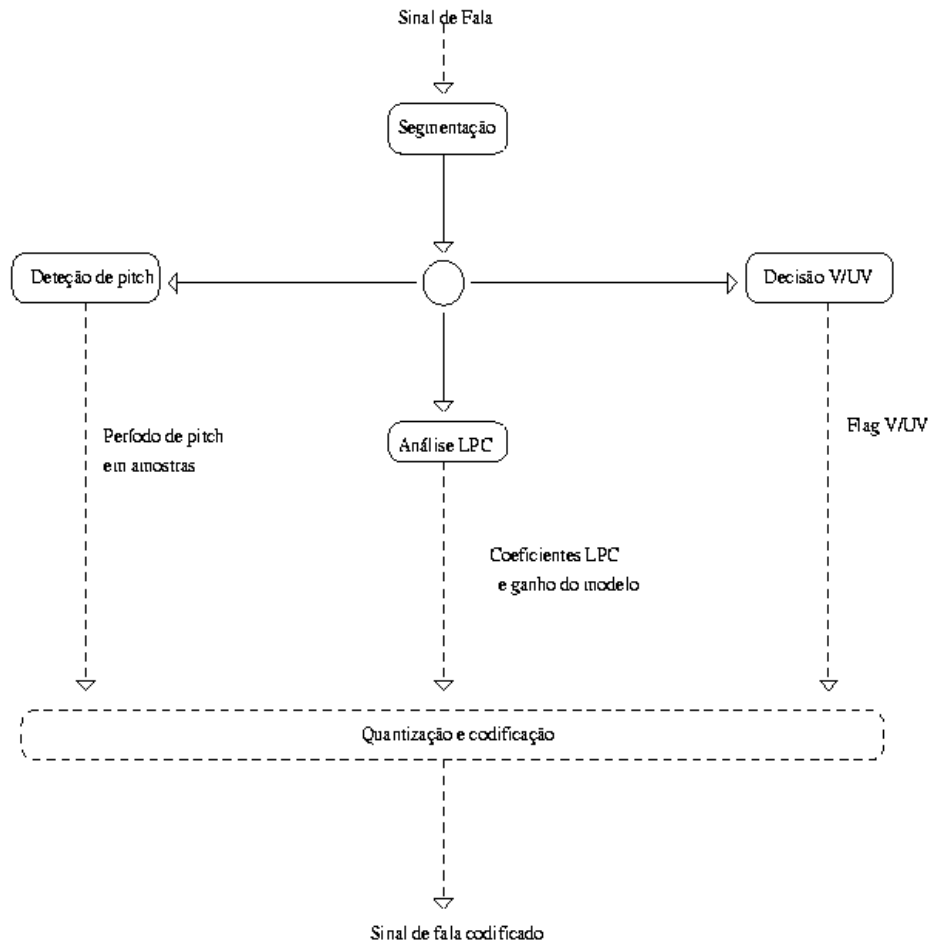 Sinal de Fala
Segmentação
Deteção de pitch
Decisão V/UV
Período de pitch
em amostras
Análise LPC
Flag V/UV
Coeficientes LPC
e ganho do modelo
Quantização e codificação
Sinal de fala codificado